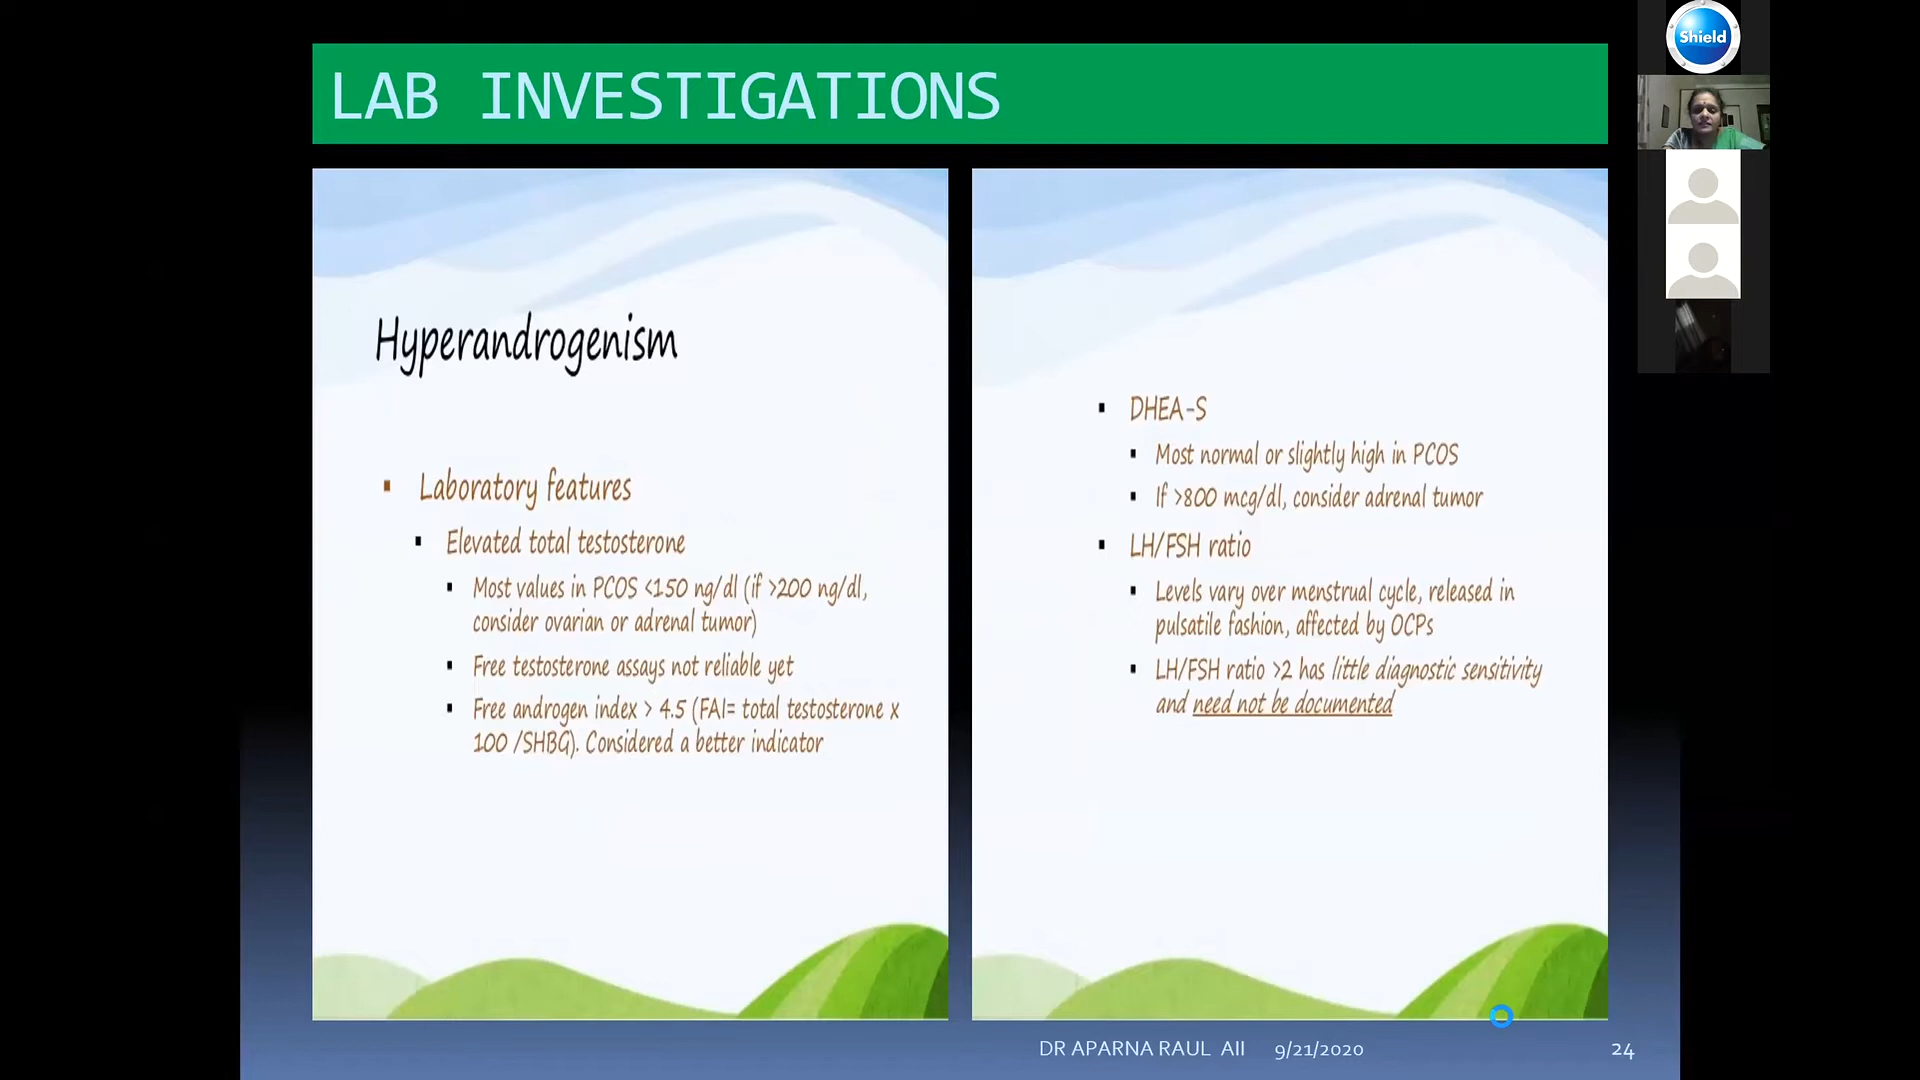 LAB INVESTIGATIONS
Shield
Hyperandrogenism
Laboratory features
Elevated total testosterone
Most values in PCOS <150 ng/dl (if >200 ng/dl,
consider ovarian or adrenal tumor)
Free testosterone assays not reliable yet
Free androgen index > 4.5 (FAI= total testosterone x
100 /SHBG). Considered a better indicator
DHEA-S
Most normal or slightly high in PCOS
If >800 mcg/dl, consider adrenal tumor
LH/FSH ratio
Levels vary over menstrual cycle, released in
pulsatile fashion, affected by OCPs
LH/FSH ratio >2 has little diagnostic sensitivity
and need not be documented
DR APARNA RAUL AII 9/21/2020 24